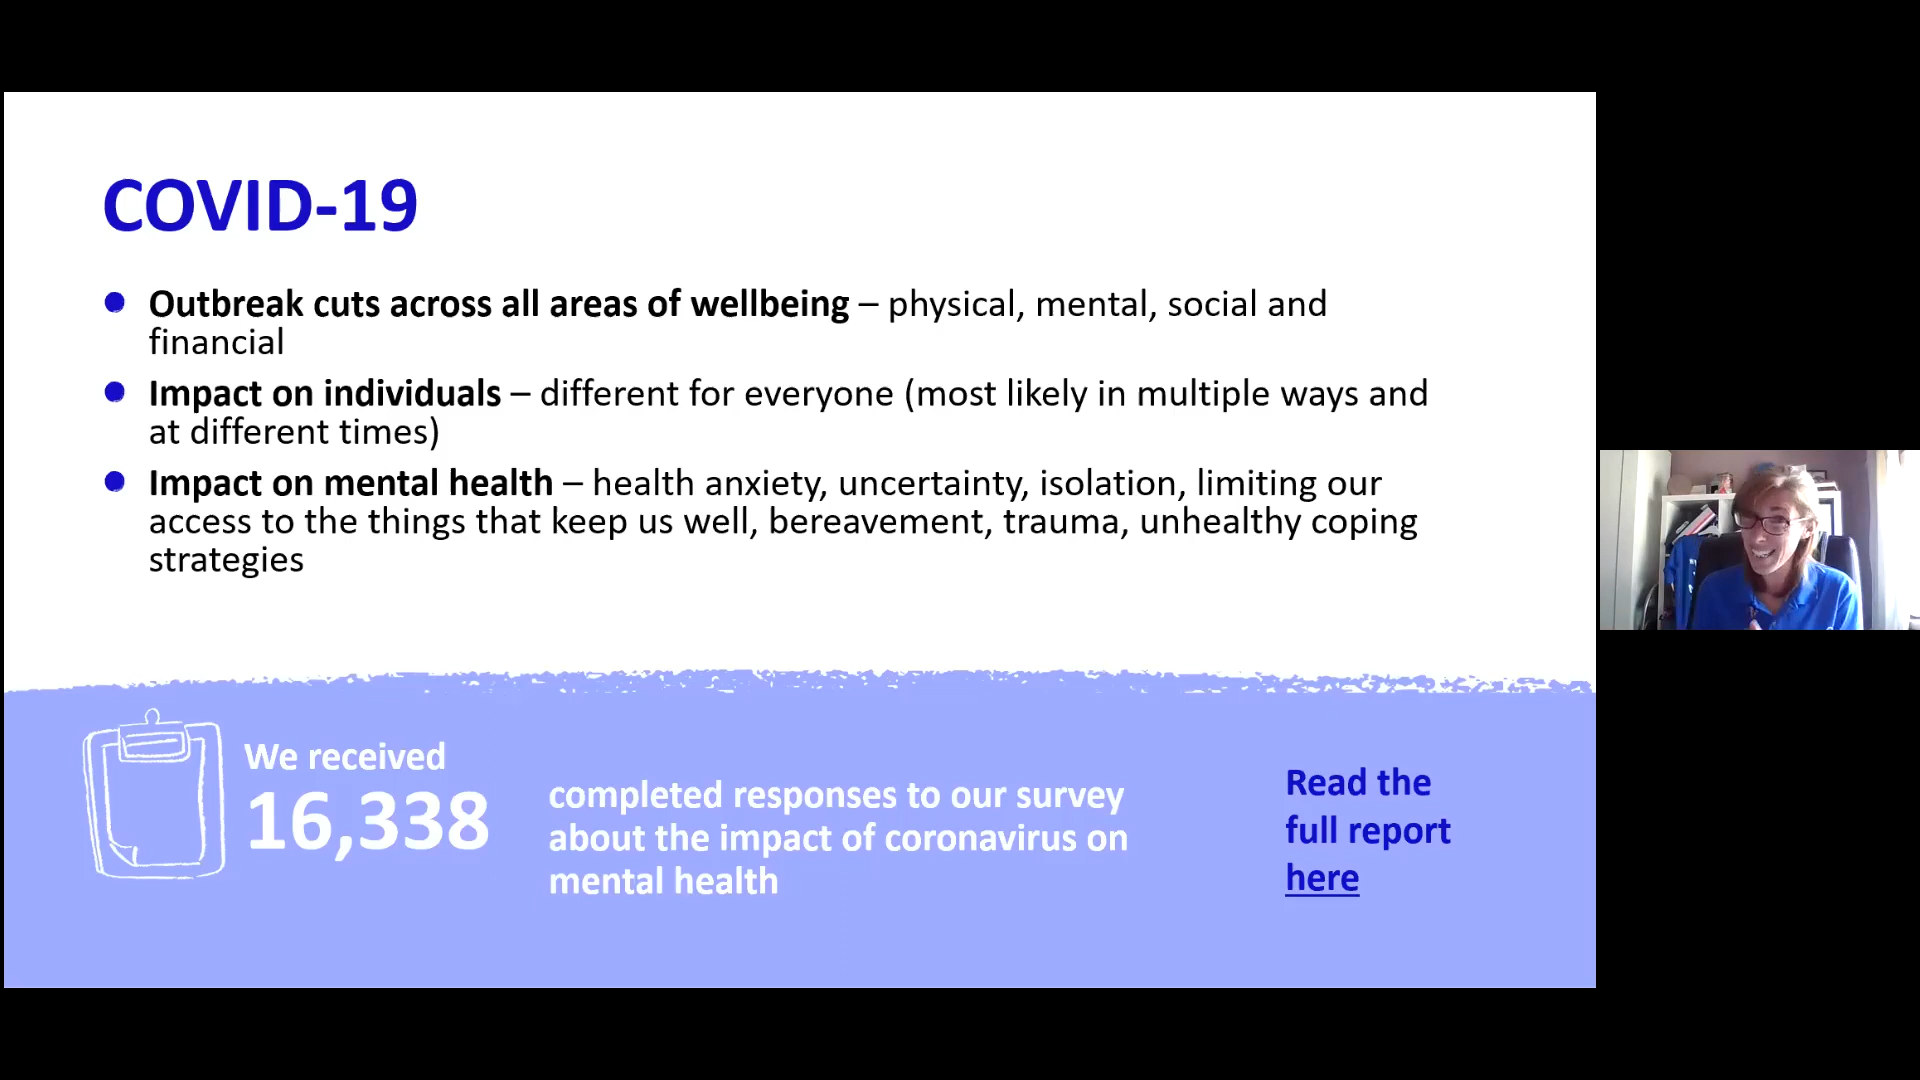 COVID-19
Outbreak cuts across all areas of wellbeing – physical, mental, social and
financial
Impact on individuals – different for everyone (most likely in multiple ways and
at different times)
Impact on mental health – health anxiety, uncertainty, isolation, limiting our
access to the things that keep us well, bereavement, trauma, unhealthy coping
strategies
We received
16,338
completed responses to our survey
about the impact of coronavirus on
mental health
Read the
full report
here